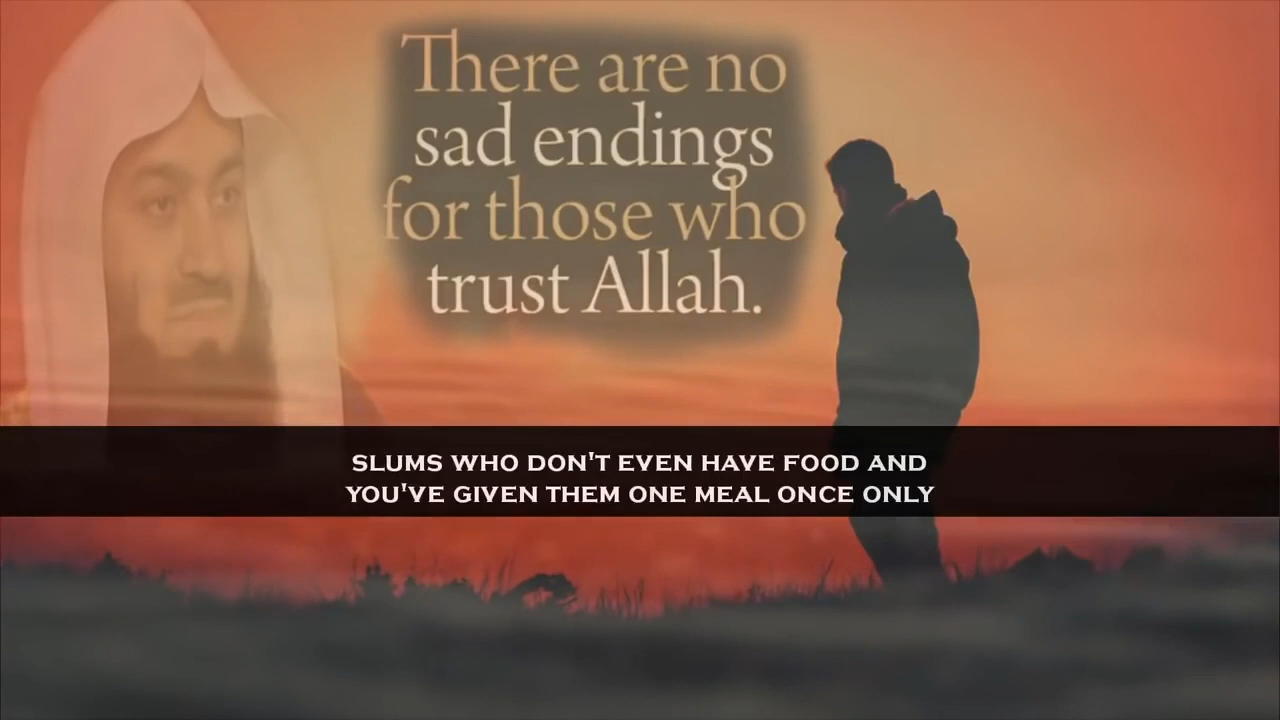 There are no
sad endings
for those who
trust Allah.
SLUMS WHO DON'T EVEN HAVE FOOD AND
YOU'VE GIVEN THEM ONE MEAL ONCE ONLY